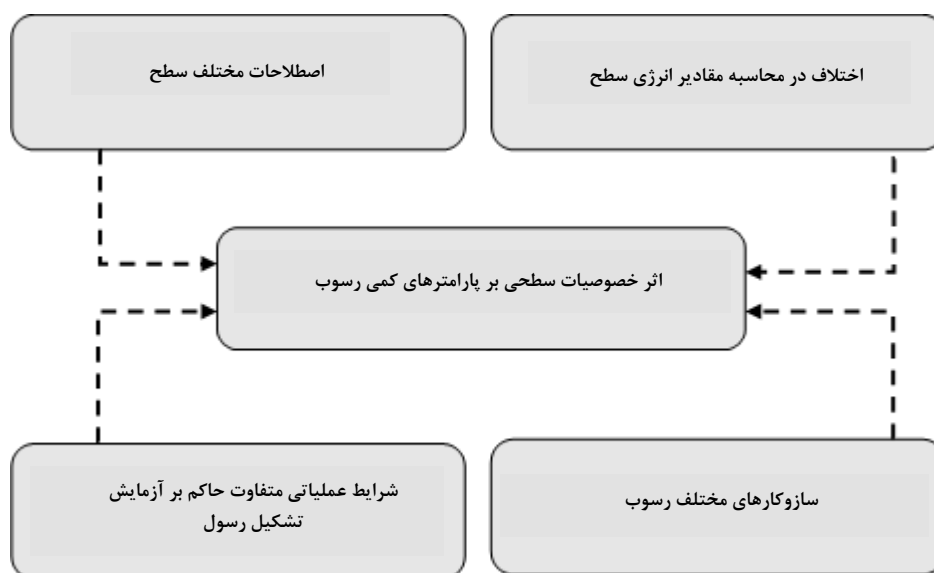 اختلاف در محاسبه مقادیر انرژی سطح
اصطلاحات مختلف سطح
اثر خصوصیات سطحی بر پارامترهای کمی رسوب
سازوکارهای مختلف رسوب
شرایط عملیاتی متفاوت حاکم بر آزمایش
تشکیل رسول